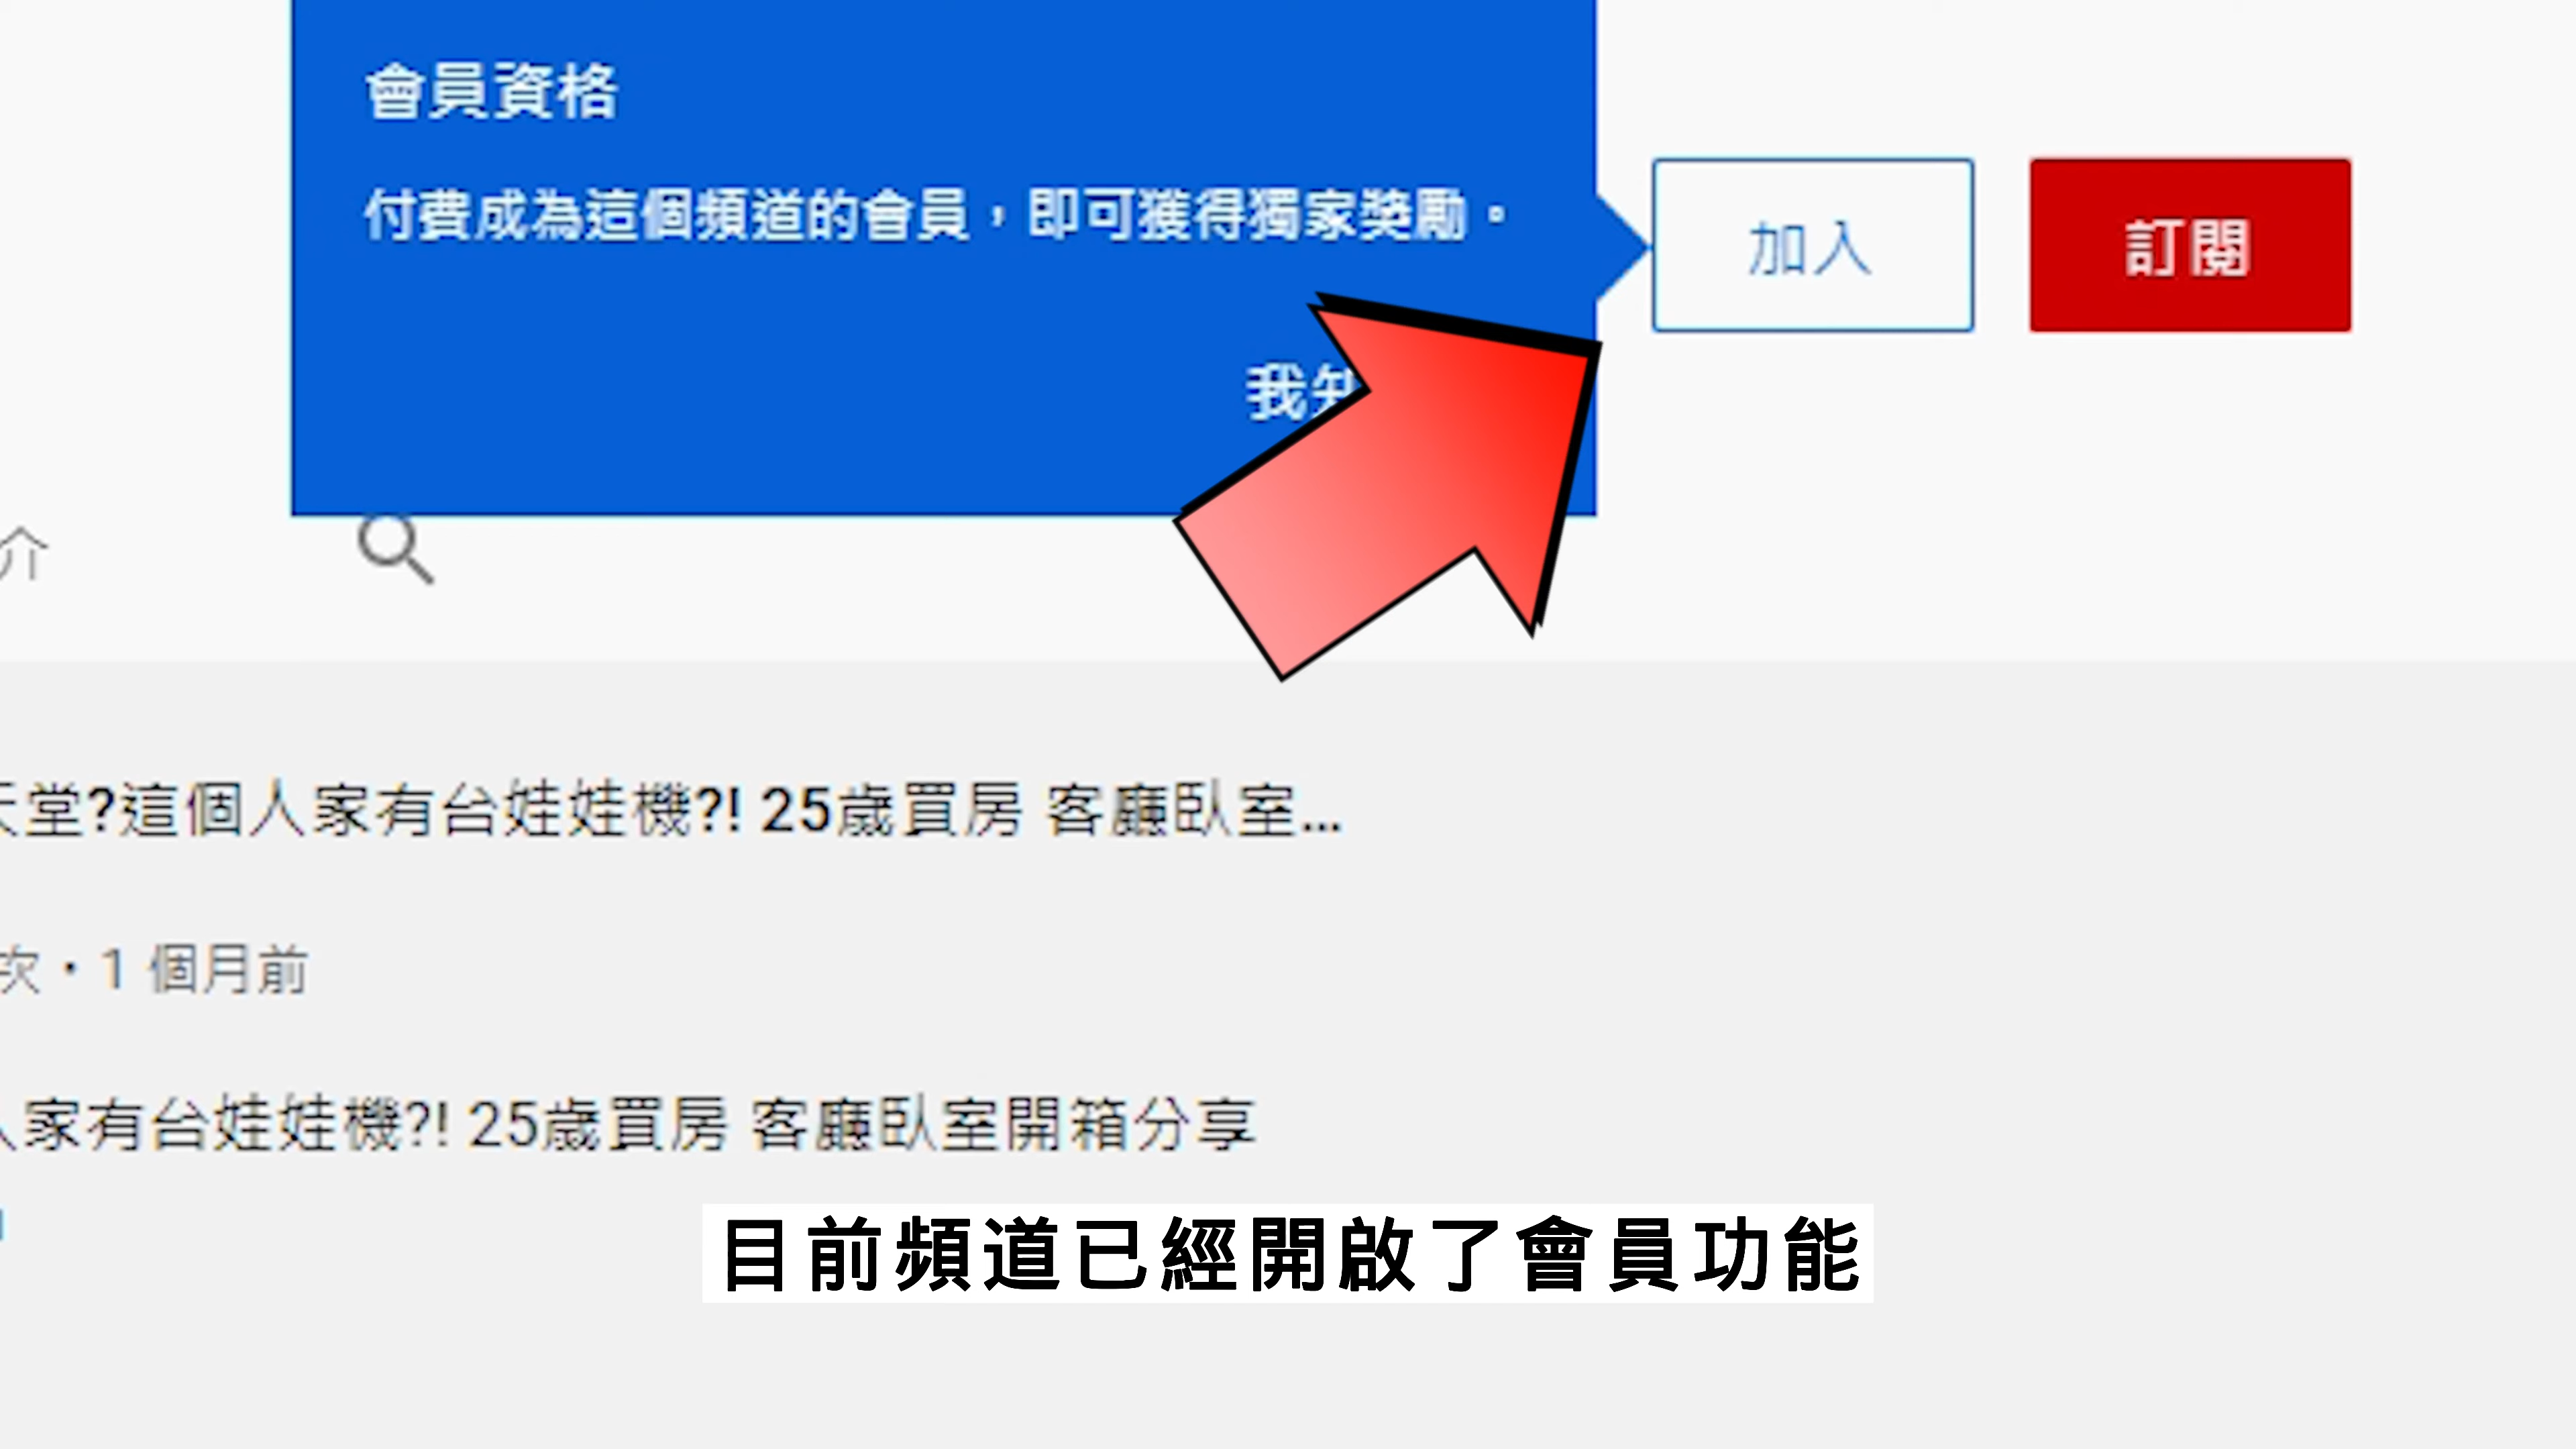 會員資格
付費成為這個頻道的會員，即可獲得獨家獎勵。
加入
訂閱
我知
介
天堂?這個人家有台娃娃機?! 25歲買房 客廳臥室...
次・1 個月前
人家有台娃娃機?! 25歲買房 客廳臥室開箱分享
目前頻道已經開啟了會員功能